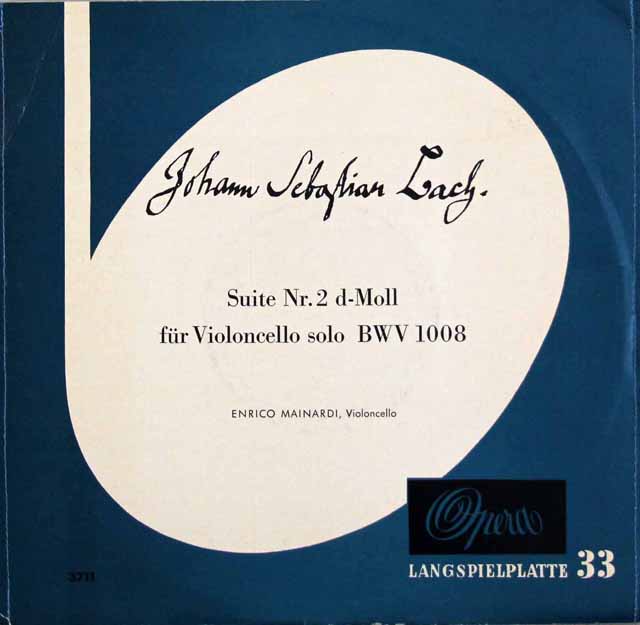 Johann Sebastian Bach.
Suite Nr. 2 d-Moll
für Violoncello solo BWV 1008
ENRICO MAINARDI, Violoncello
Opera
LANGSPIELPLATTE 33
3711